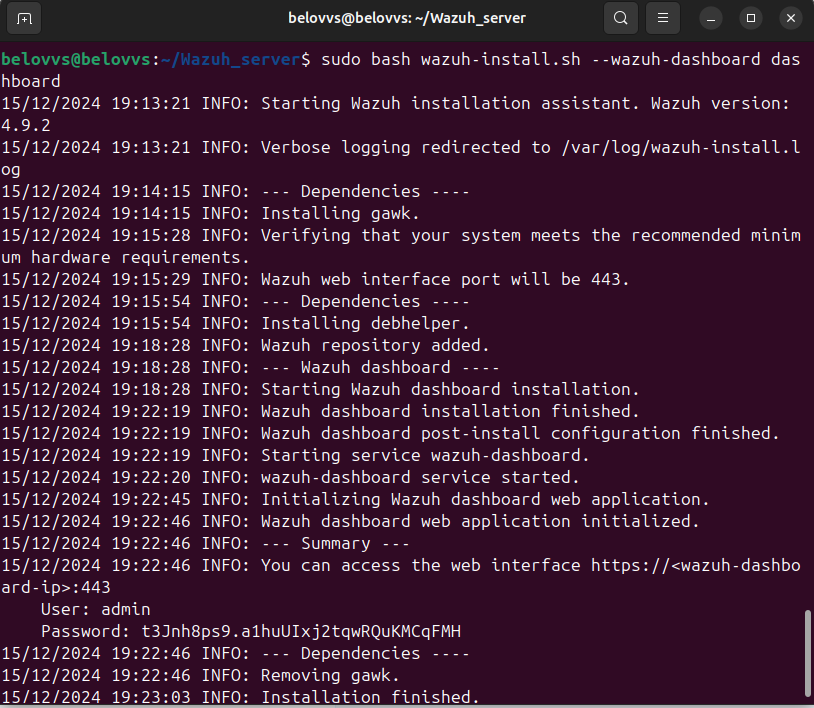 belovvs@belovvs: ~/Wazuh_server
belovvs@belovvs:~/Wazuh_server$ sudo bash wazuh-install.sh --wazuh-dashboard das
hboard
15/12/2024 19:13:21 INFO: Starting Wazuh installation assistant. Wazuh version:
4.9.2
15/12/2024 19:13:21 INFO: Verbose logging redirected to /var/log/wazuh-install.l
og
15/12/2024 19:14:15 INFO: --- Dependencies ----
15/12/2024 19:14:15 INFO: Installing gawk.
15/12/2024 19:15:28 INFO: Verifying that your system meets the recommended minim
um hardware requirements.
15/12/2024 19:15:29 INFO: Wazuh web interface port will be 443.
15/12/2024 19:15:54 INFO: --- Dependencies ----
15/12/2024 19:15:54 INFO: Installing debhelper.
15/12/2024 19:18:28 INFO: Wazuh repository added.
15/12/2024 19:18:28 INFO: --- Wazuh dashboard ----
15/12/2024 19:18:28 INFO: Starting Wazuh dashboard installation.
15/12/2024 19:22:19 INFO: Wazuh dashboard installation finished.
15/12/2024 19:22:19 INFO: Wazuh dashboard post-install configuration finished.
15/12/2024 19:22:19 INFO: Starting service wazuh-dashboard.
15/12/2024 19:22:20 INFO: wazuh-dashboard service started.
15/12/2024 19:22:45 INFO: Initializing Wazuh dashboard web application.
15/12/2024 19:22:46 INFO: Wazuh dashboard web application initialized.
15/12/2024 19:22:46 INFO: --- Summary ---
15/12/2024 19:22:46 INFO: You can access the web interface https://<wazuh-dashbo
ard-ip>:443
    User: admin
    Password: t3Jnh8ps9.a1huUIxj2tqwRQuKMCqFMH
15/12/2024 19:22:46 INFO: --- Dependencies ----
15/12/2024 19:22:46 INFO: Removing gawk.
15/12/2024 19:23:03 INFO: Installation finished.